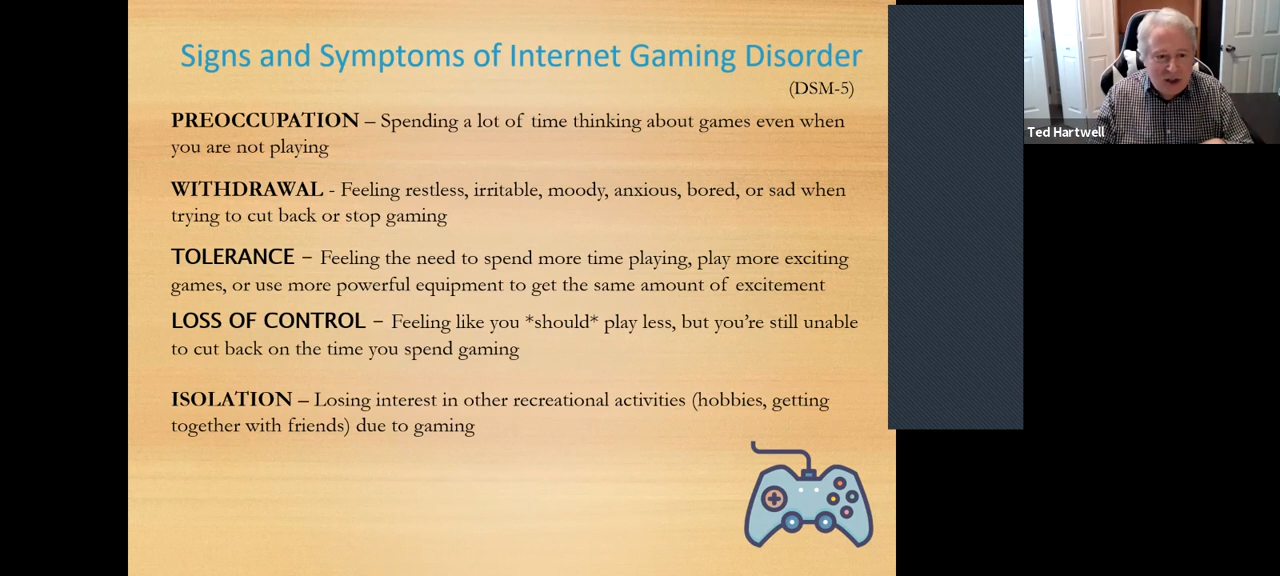 Signs and Symptoms of Internet Gaming Disorder
(DSM-5)
PREOCCUPATION – Spending a lot of time thinking about games even when
you are not playing
WITHDRAWAL - Feeling restless, irritable, moody, anxious, bored, or sad when
trying to cut back or stop gaming
TOLERANCE – Feeling the need to spend more time playing, play more exciting
games, or use more powerful equipment to get the same amount of excitement
LOSS OF CONTROL – Feeling like you *should* play less, but you’re still unable
to cut back on the time you spend gaming
ISOLATION – Losing interest in other recreational activities (hobbies, getting
together with friends) due to gaming
Ted Hartwell